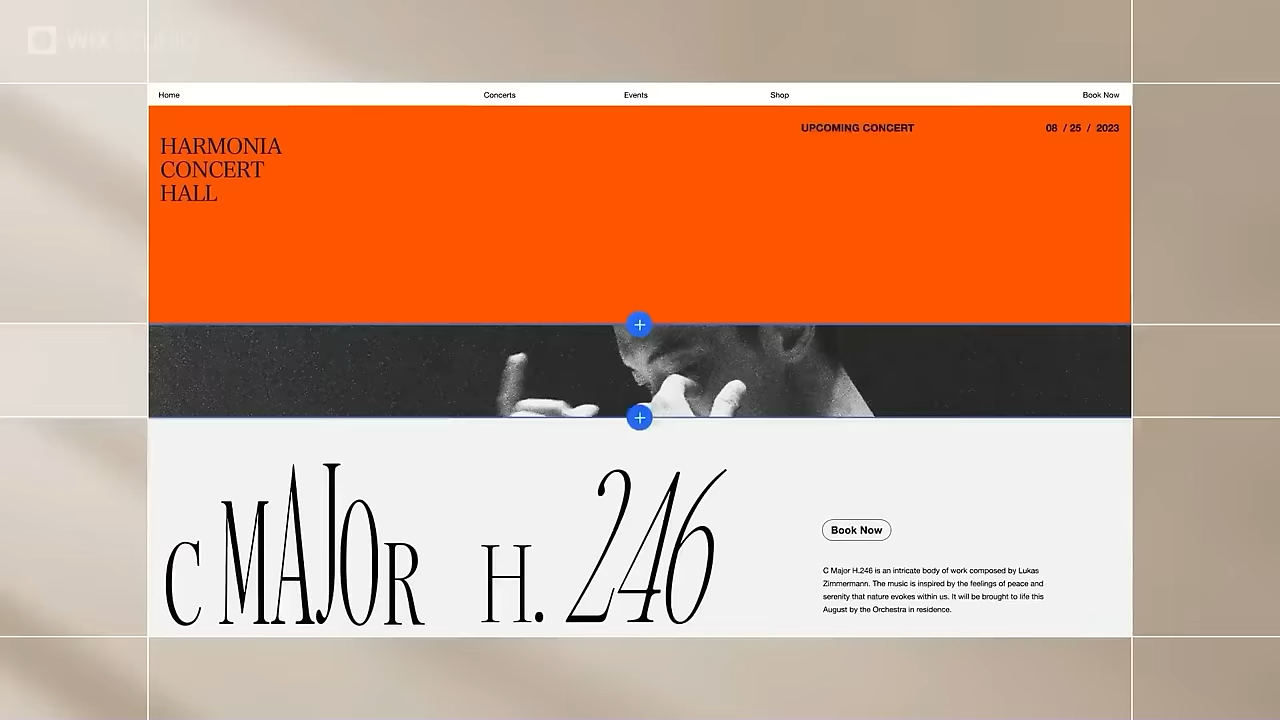 WIX STUDIO
Home Concerts Events Shop Book Now
UPCOMING CONCERT 08 / 25 / 2023
HARMONIA
CONCERT
HALL
C MAJOR H. 246
Book Now
C Major H.246 is an intricate body of work composed by Lukas
Zimmermann. The music is inspired by the feelings of peace and
serenity that nature evokes within us. It will be brought to life this
August by the Orchestra in residence.